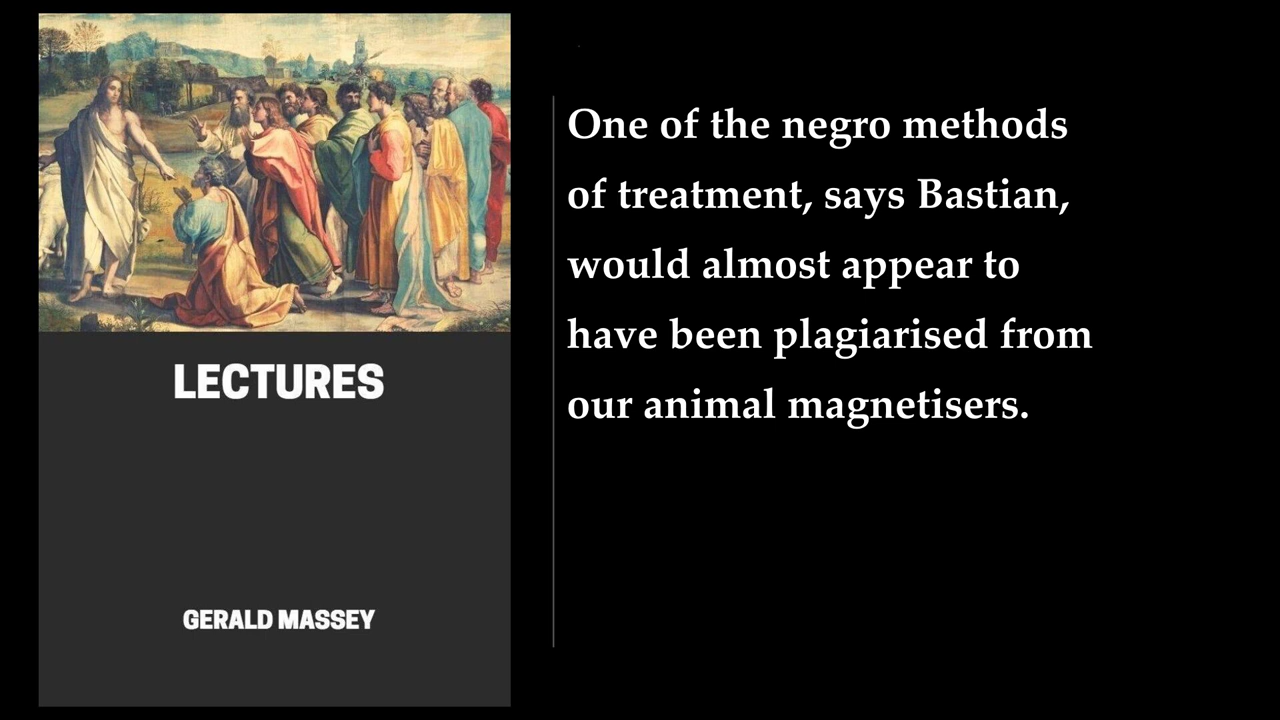 LECTURES
GERALD MASSEY
One of the negro methods
of treatment, says Bastian,
would almost appear to
have been plagiarised from
our animal magnetisers.